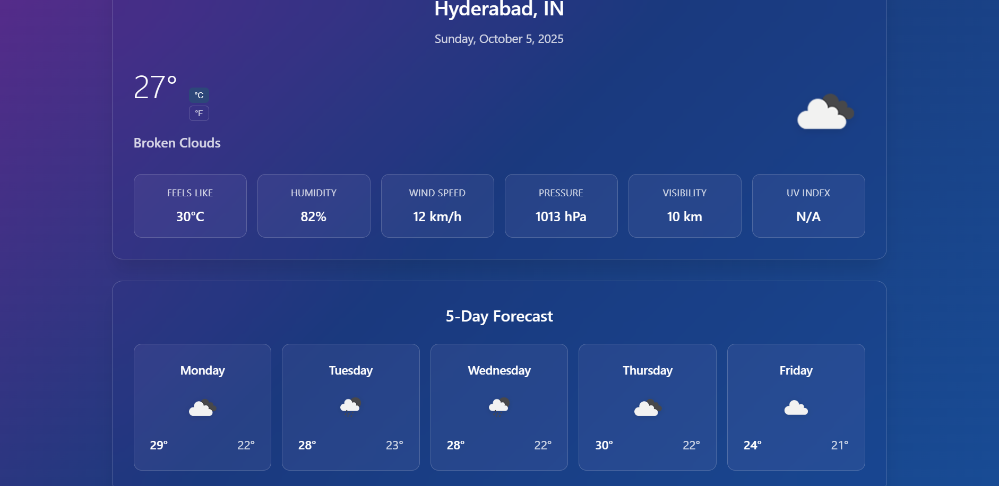 Hyderabad, IN
Sunday, October 5, 2025
27°
°C
°F
Broken Clouds
FEELS LIKE
30°C
HUMIDITY
82%
WIND SPEED
12 km/h
PRESSURE
1013 hPa
VISIBILITY
10 km
UV INDEX
N/A
5-Day Forecast
Monday
29° 22°
Tuesday
28° 23°
Wednesday
28° 22°
Thursday
30° 22°
Friday
24° 21°